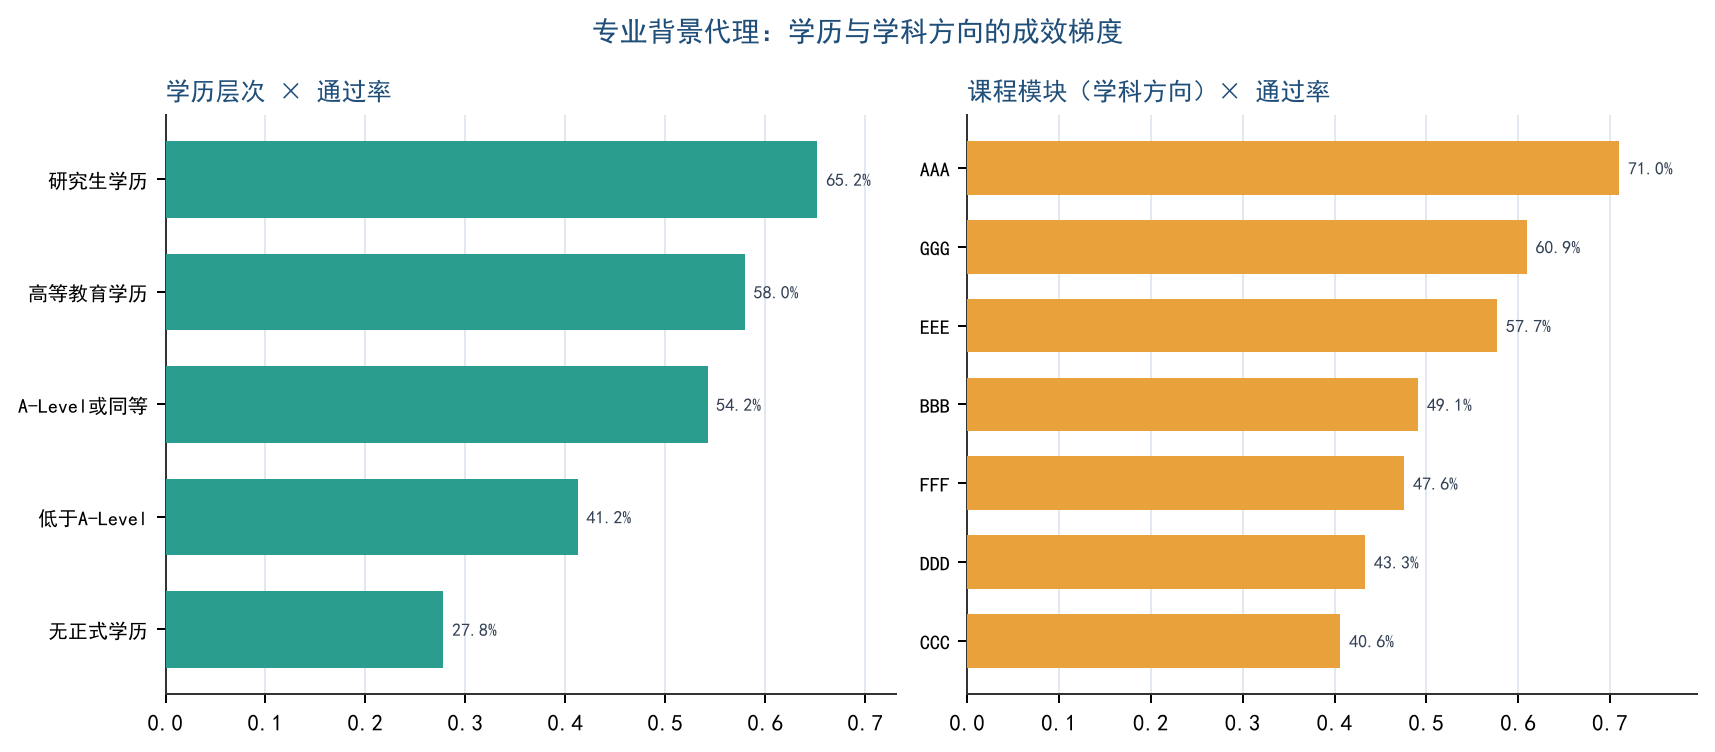 专业背景代理：学历与学科方向的成效梯度
学历层次 × 通过率
研究生学历 65.2%
高等教育学历 58.0%
A-Level或同等 54.2%
低于A-Level 41.2%
无正式学历 27.8%
0.0 0.1 0.2 0.3 0.4 0.5 0.6 0.7
课程模块（学科方向）× 通过率
AAA 71.0%
GGG 60.9%
EEE 57.7%
BBB 49.1%
FFF 47.6%
DDD 43.3%
CCC 40.6%
0.0 0.1 0.2 0.3 0.4 0.5 0.6 0.7